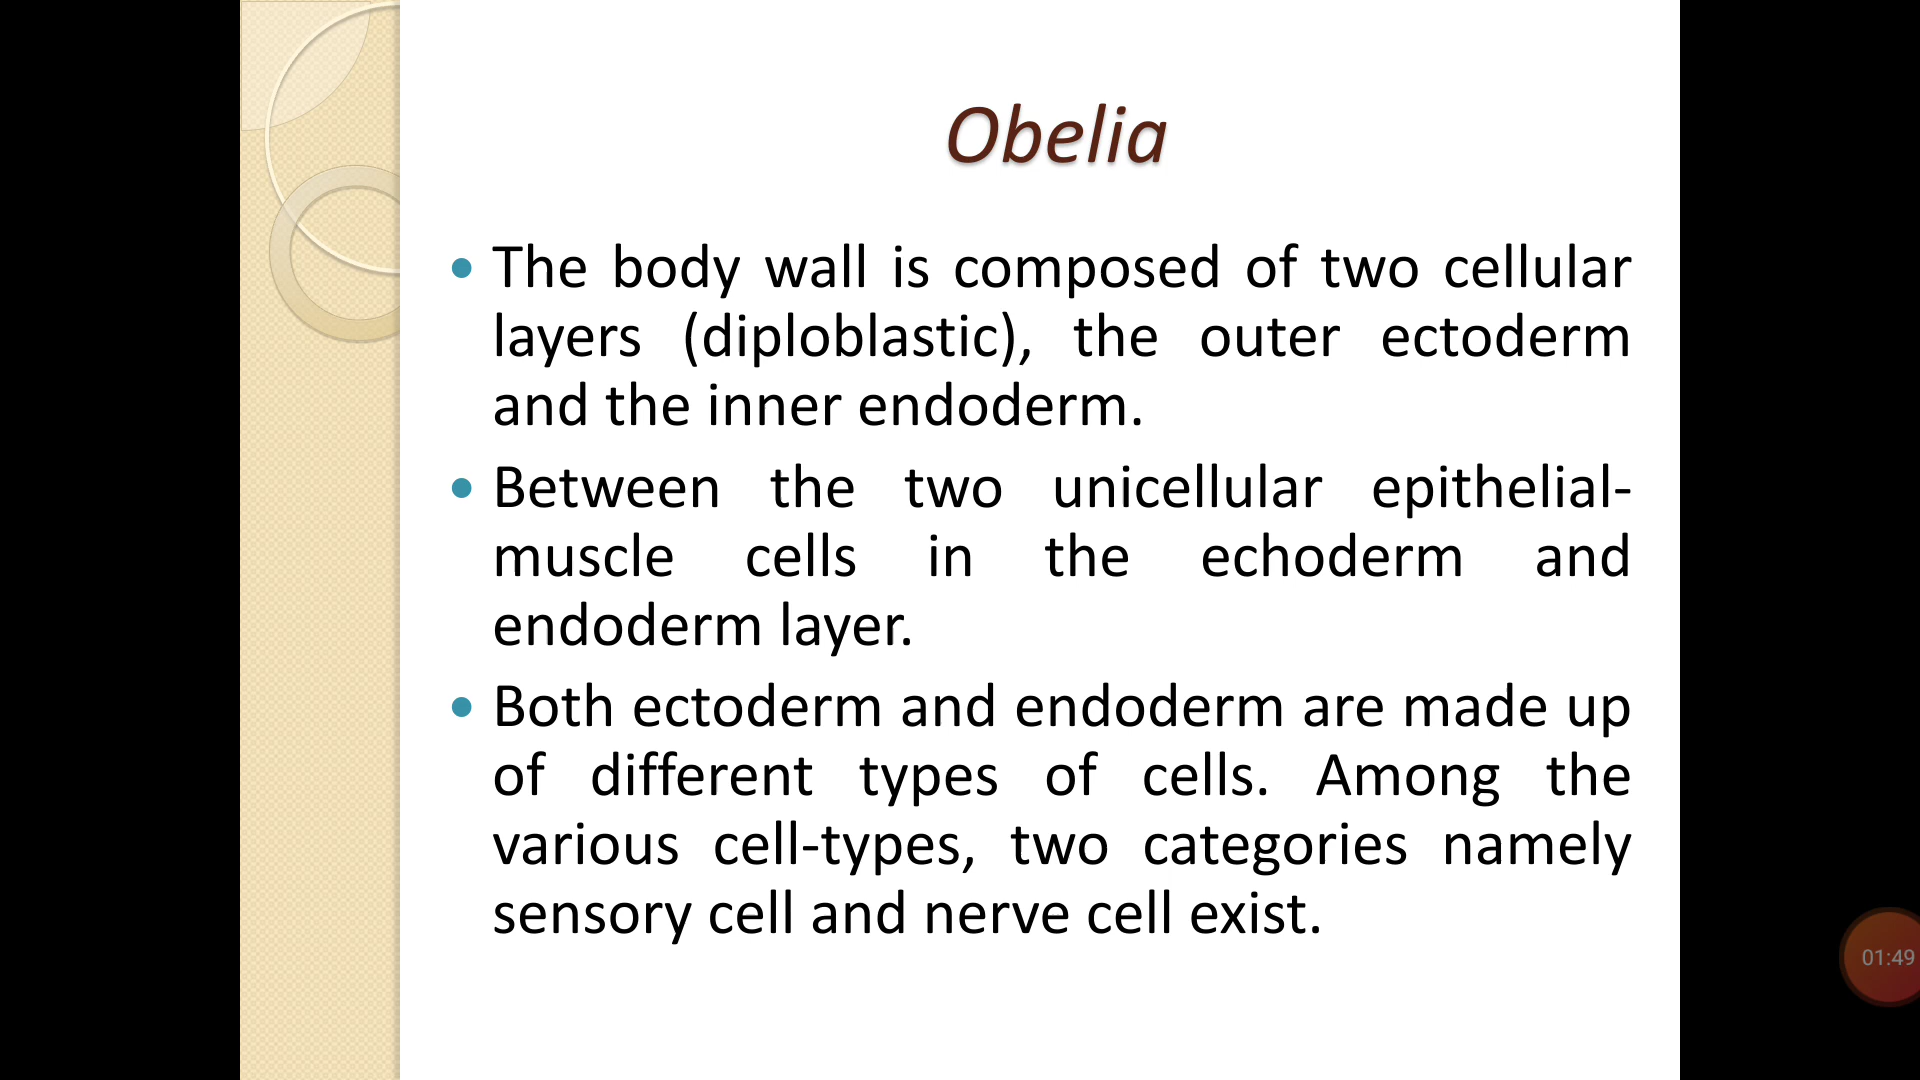 Obelia
• The body wall is composed of two cellular
layers (diploblastic), the outer ectoderm
and the inner endoderm.
• Between the two unicellular epithelial-
muscle cells in the echoderm and
endoderm layer.
• Both ectoderm and endoderm are made up
of different types of cells. Among the
various cell-types, two categories namely
sensory cell and nerve cell exist.
01:49